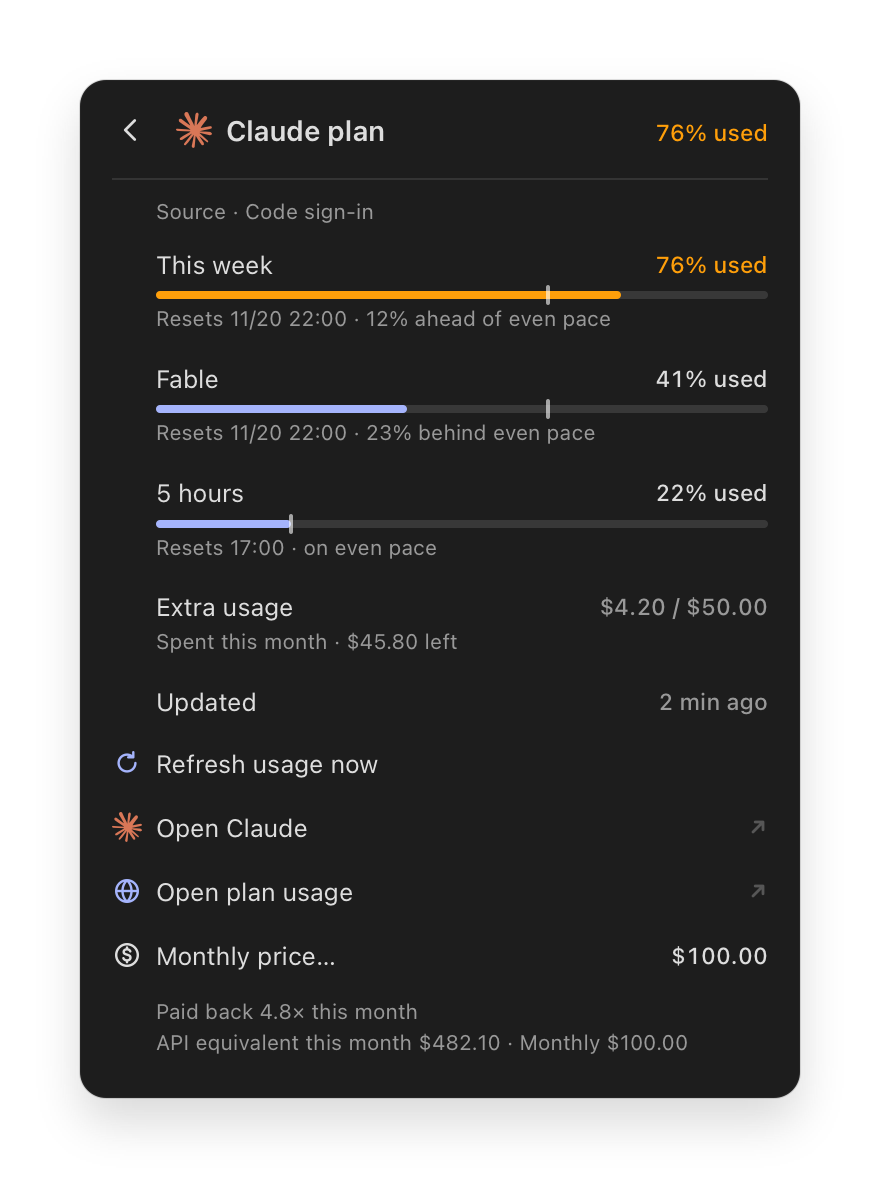 Claude plan
76% used
Source · Code sign-in
This week
76% used
Resets 11/20 22:00 · 12% ahead of even pace
Fable
41% used
Resets 11/20 22:00 · 23% behind even pace
5 hours
22% used
Resets 17:00 · on even pace
Extra usage
$4.20 / $50.00
Spent this month · $45.80 left
Updated
2 min ago
Refresh usage now
Open Claude
Open plan usage
Monthly price...
$100.00
Paid back 4.8× this month
API equivalent this month $482.10 · Monthly $100.00